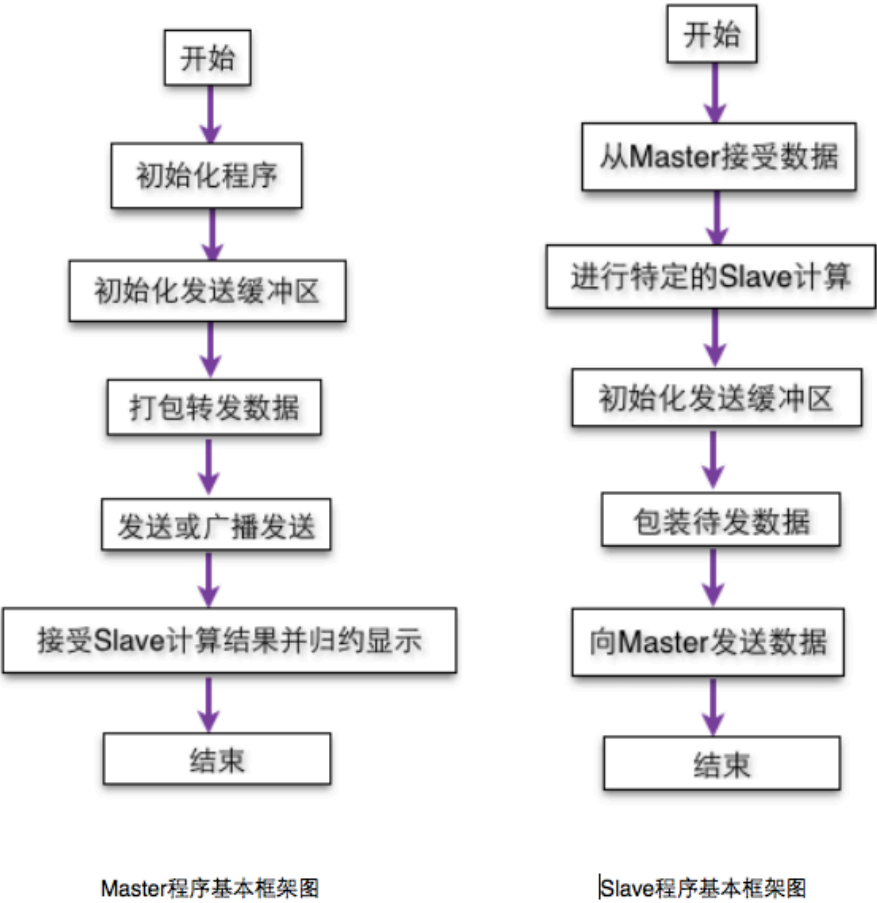 开始
初始化程序
初始化发送缓冲区
打包转发数据
发送或广播发送
接受Slave计算结果并归约显示
结束
Master程序基本框架图
开始
从Master接受数据
进行特定的Slave计算
初始化发送缓冲区
包装待发数据
向Master发送数据
结束
Slave程序基本框架图